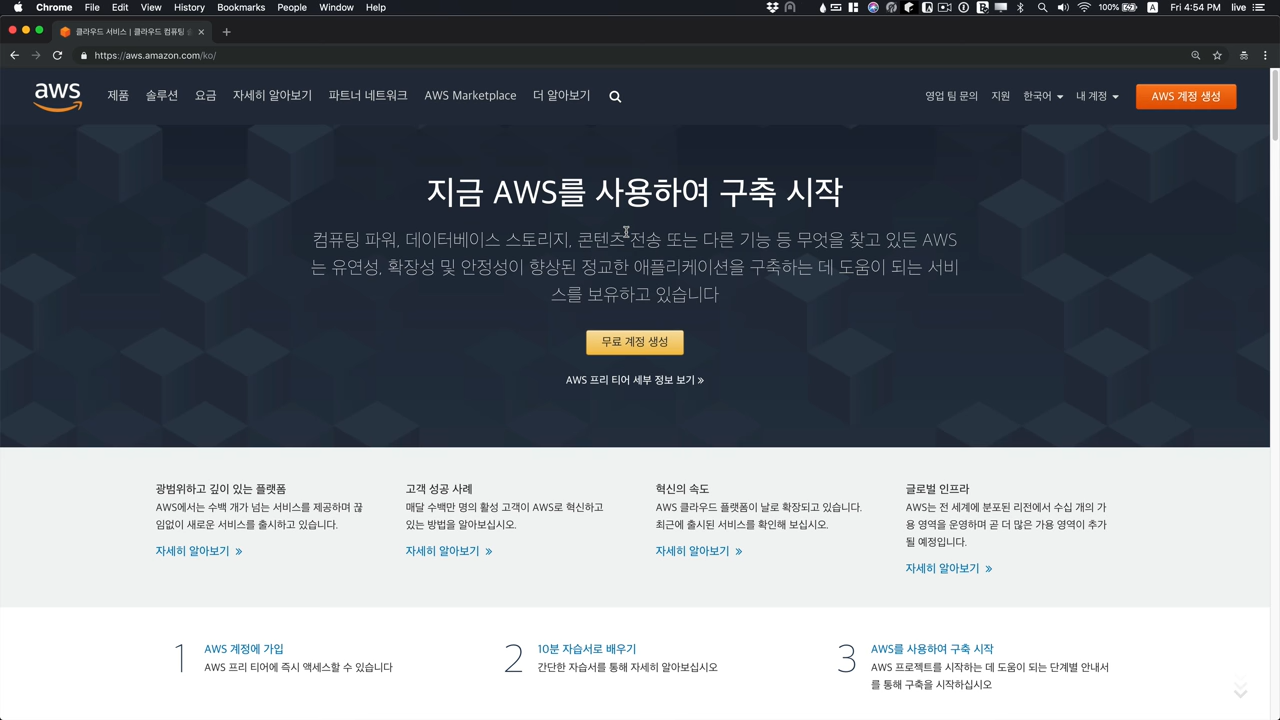 Chrome File Edit View History Bookmarks People Window Help
100% A Fri 4:54 PM live
클라우드 서비스 | 클라우드 컴퓨팅
https://aws.amazon.com/ko/
aws 제품 솔루션 요금 자세히 알아보기 파트너 네트워크 AWS Marketplace 더 알아보기
영업 팀 문의 지원 한국어 내 계정 AWS 계정 생성
지금 AWS를 사용하여 구축 시작
컴퓨팅 파워, 데이터베이스 스토리지, 콘텐츠 전송 또는 다른 기능 등 무엇을 찾고 있든 AWS
는 유연성, 확장성 및 안정성이 향상된 정교한 애플리케이션을 구축하는 데 도움이 되는 서비
스를 보유하고 있습니다
무료 계정 생성
AWS 프리 티어 세부 정보 보기 »
광범위하고 깊이 있는 플랫폼
AWS에서는 수백 개가 넘는 서비스를 제공하며 끊
임없이 새로운 서비스를 출시하고 있습니다.
자세히 알아보기 »
고객 성공 사례
매달 수백만 명의 활성 고객이 AWS로 혁신하고
있는 방법을 알아보십시오.
자세히 알아보기 »
혁신의 속도
AWS 클라우드 플랫폼이 날로 확장되고 있습니다.
최근에 출시된 서비스를 확인해 보십시오.
자세히 알아보기 »
글로벌 인프라
AWS는 전 세계에 분포된 리전에서 수십 개의 가
용 영역을 운영하며 곧 더 많은 가용 영역이 추가
될 예정입니다.
자세히 알아보기 »
1 AWS 계정에 가입
AWS 프리 티어에 즉시 액세스할 수 있습니다
2 10분 자습서로 배우기
간단한 자습서를 통해 자세히 알아보십시오
3 AWS를 사용하여 구축 시작
AWS 프로젝트를 시작하는 데 도움이 되는 단계별 안내서
를 통해 구축을 시작하십시오